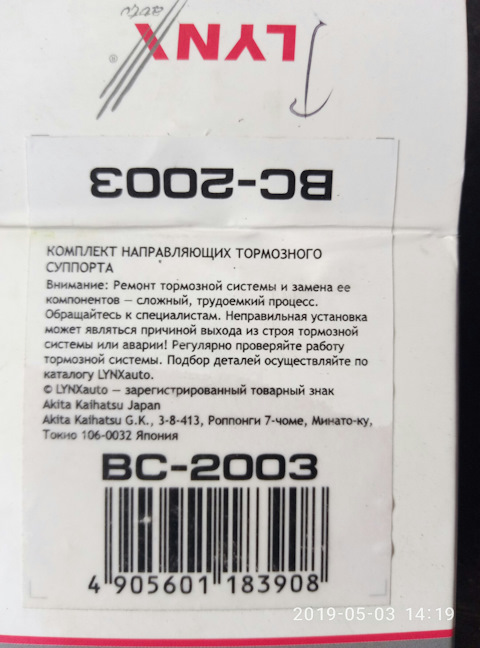 LYNX
auto
®
BC-2003
КОМПЛЕКТ НАПРАВЛЯЮЩИХ ТОРМОЗНОГО
СУППОРТА
Внимание: Ремонт тормозной системы и замена ее
компонентов — сложный, трудоемкий процесс.
Обращайтесь к специалистам. Неправильная установка
может являться причиной выхода из строя тормозной
системы или аварии! Регулярно проверяйте работу
тормозной системы. Подбор деталей осуществляйте по
каталогу LYNXauto.
© LYNXauto — зарегистрированный товарный знак
Akita Kaihatsu Japan
Akita Kaihatsu G.K., 3-8-413, Роппонги 7-чоме, Минато-ку,
Токио 106-0032 Япония
BC-2003
4 905601 183908
2019-05-03 14:19